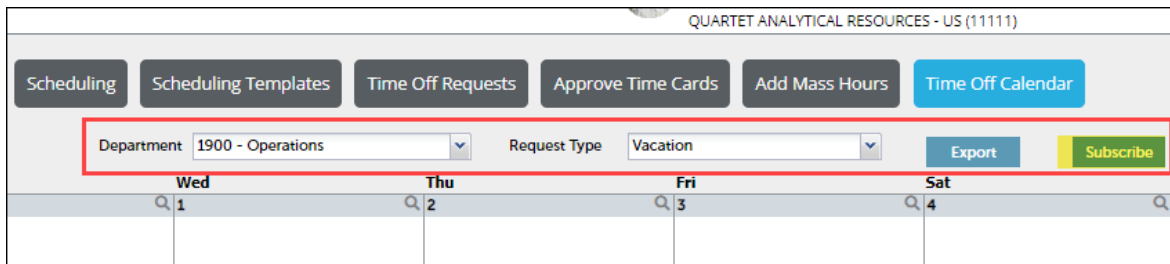 QUARTET ANALYTICAL RESOURCES - US (11111)
Scheduling Scheduling Templates Time Off Requests Approve Time Cards Add Mass Hours Time Off Calendar
Department 1900 - Operations Request Type Vacation Export Subscribe
Wed Thu Fri Sat
1 2 3 4